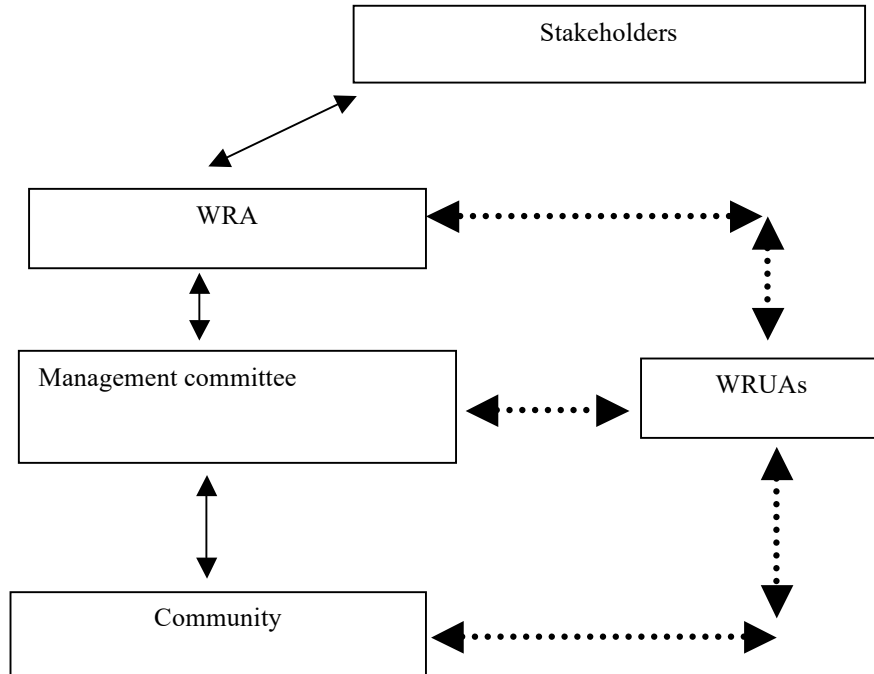 Stakeholders
WRA
Management committee
WRUAs
Community